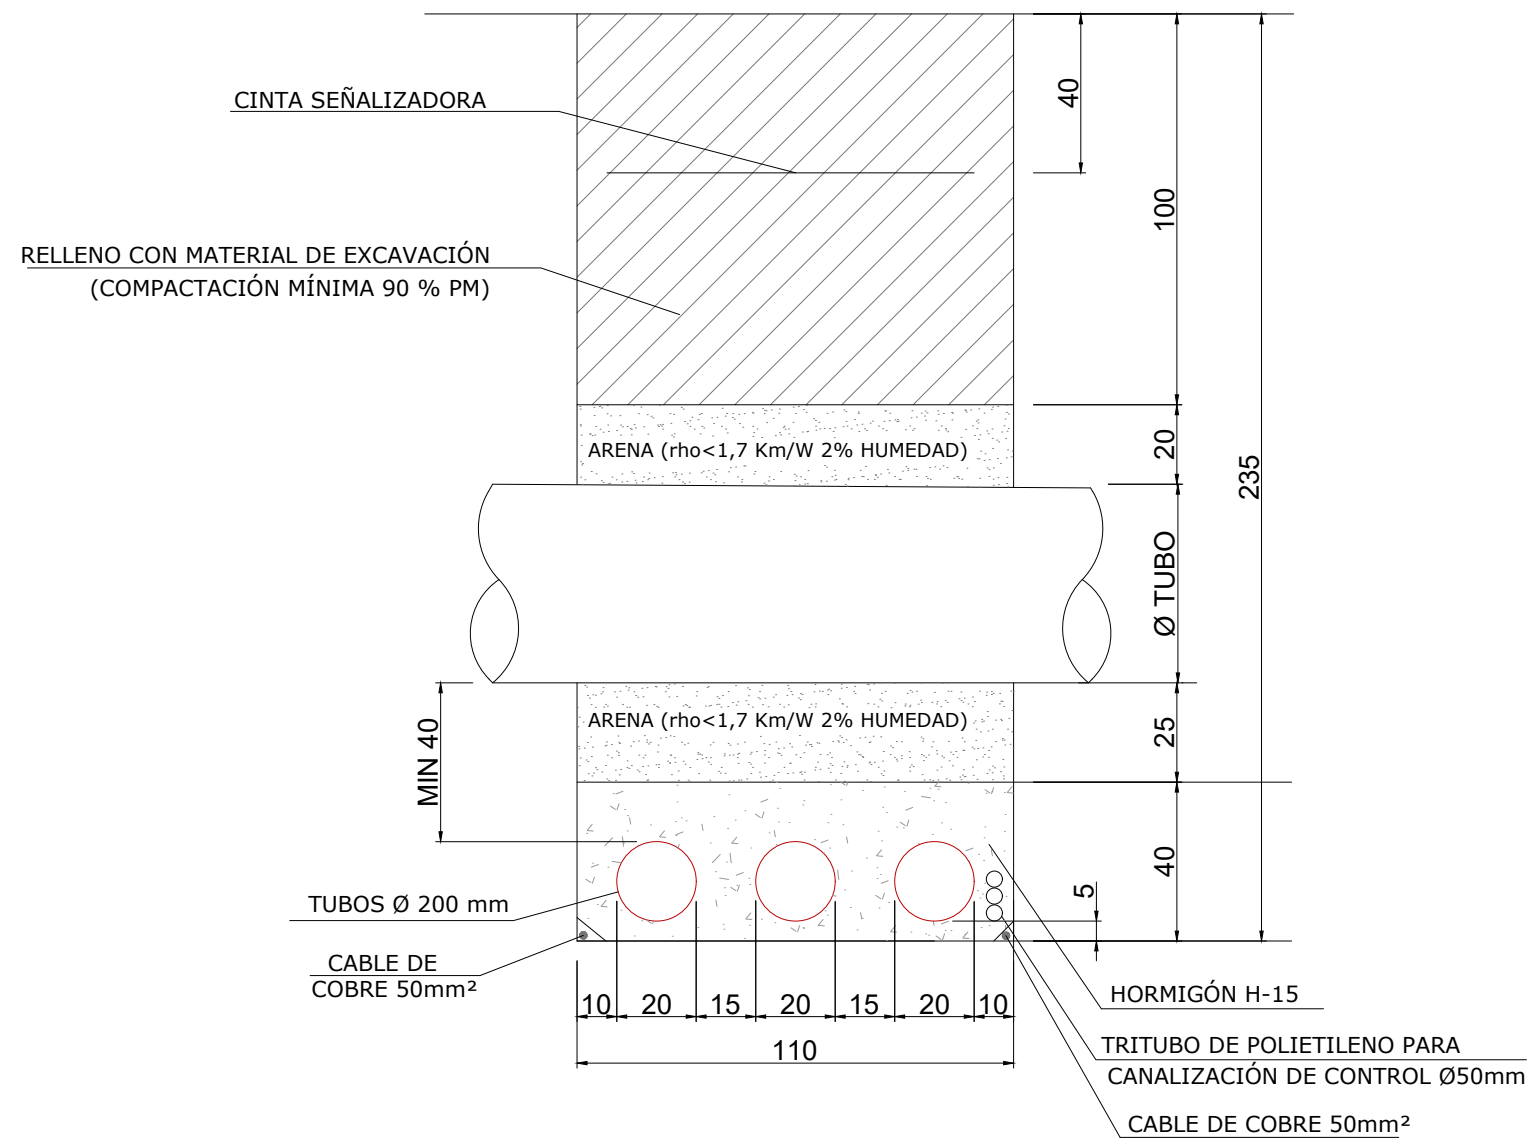 CINTA SEÑALIZADORA
40
100
RELLENO CON MATERIAL DE EXCAVACIÓN
(COMPACTACIÓN MÍNIMA 90 % PM)
ARENA (rho<1,7 Km/W 2% HUMEDAD)
20
235
Ø TUBO
ARENA (rho<1,7 Km/W 2% HUMEDAD)
25
MIN 40
40
5
TUBOS Ø 200 mm
CABLE DE
COBRE 50mm²
10 20 15 20 15 20 10
110
HORMIGÓN H-15
TRITUBO DE POLIETILENO PARA
CANALIZACIÓN DE CONTROL Ø50mm
CABLE DE COBRE 50mm²